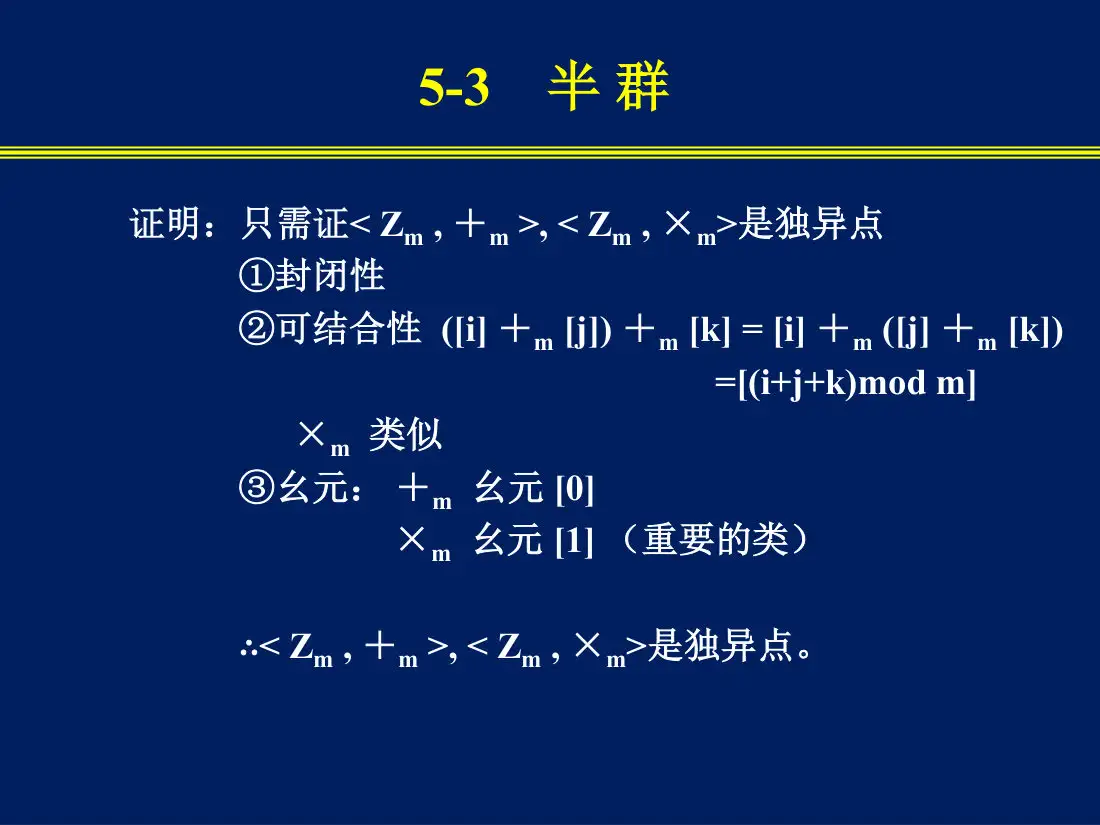 5-3 半 群
证明：只需证< Zm , ＋m >, < Zm , ×m>是独异点
①封闭性
②可结合性 ([i] ＋m [j]) ＋m [k] = [i] ＋m ([j] ＋m [k])
=[(i+j+k)mod m]
×m 类似
③幺元： ＋m 幺元 [0]
×m 幺元 [1] （重要的类）
∴< Zm , ＋m >, < Zm , ×m>是独异点。